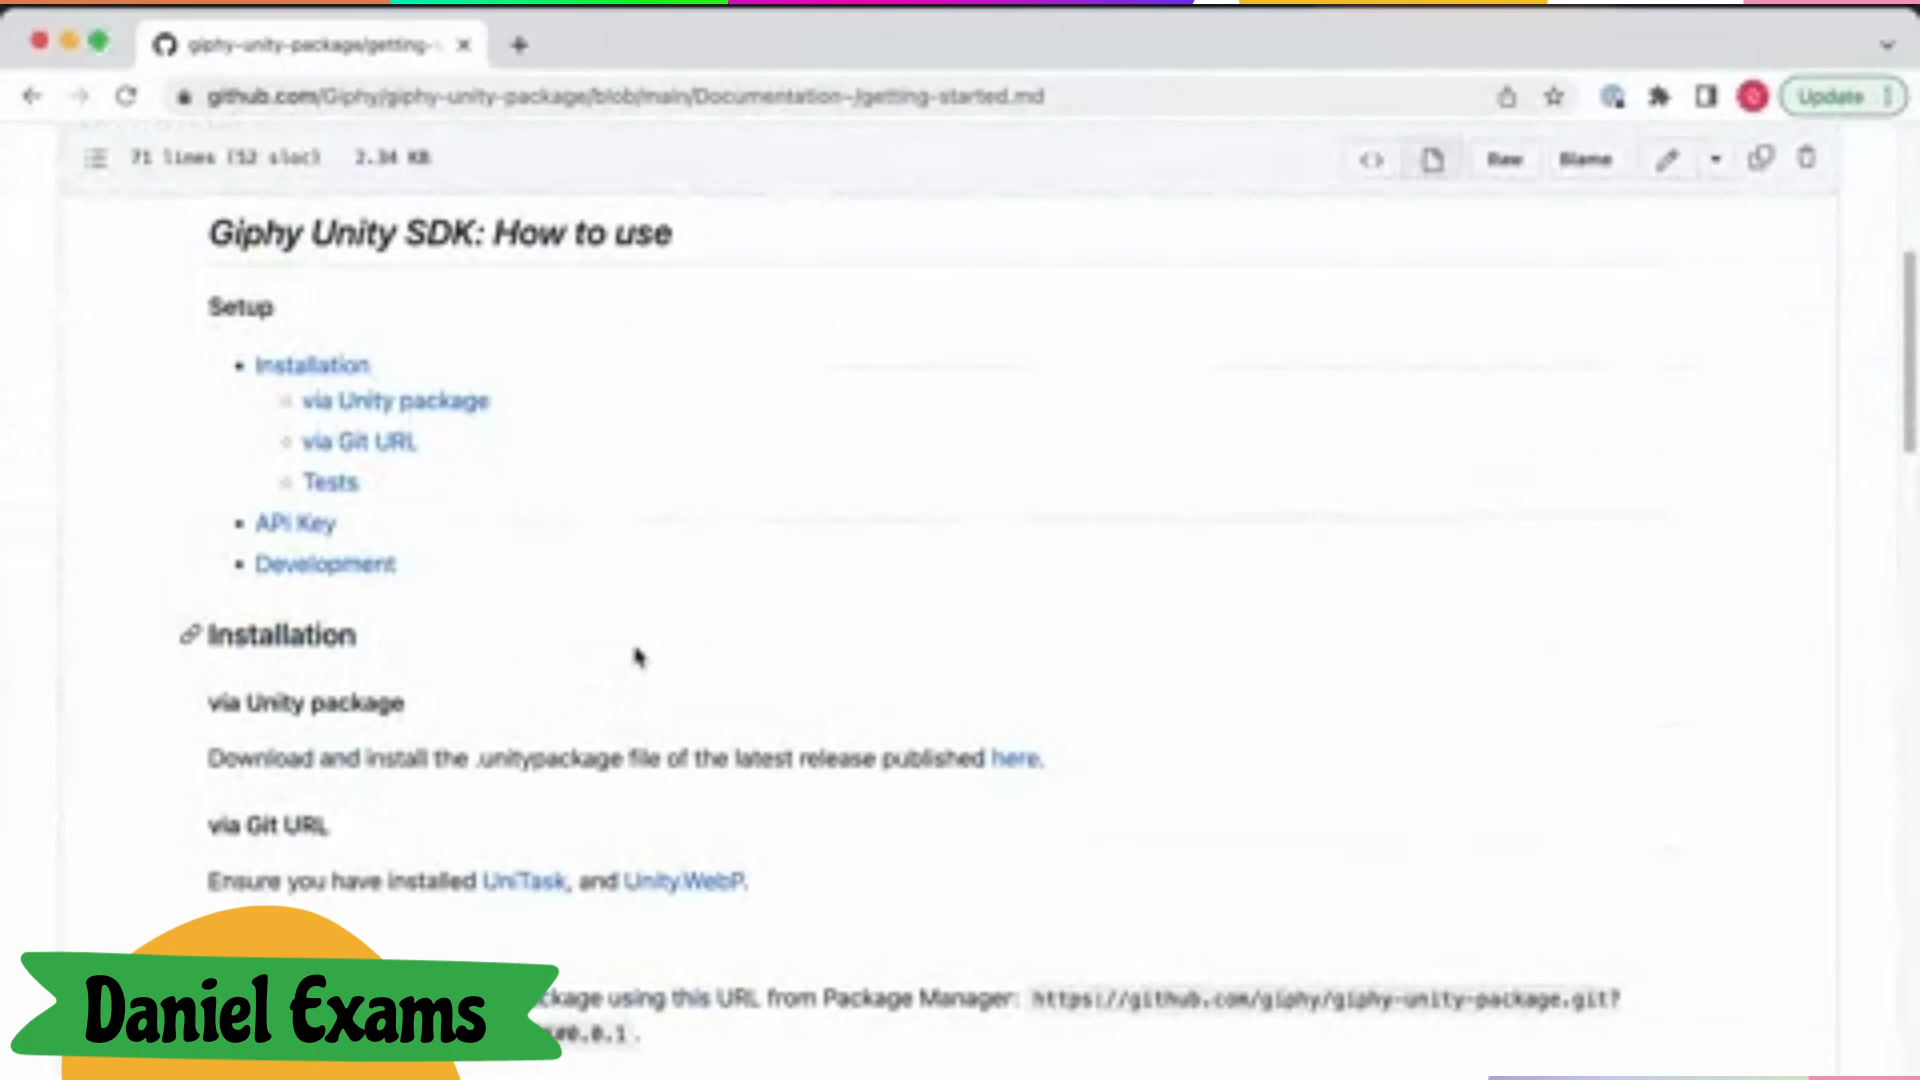 giphy-unity-package/getting-
github.com/Giphy/giphy-unity-package/blob/main/Documentation~/getting-started.md
Update
71 lines (52 sloc) 2.34 KB
Raw
Blame
Giphy Unity SDK: How to use
Setup
Installation
via Unity package
via Git URL
Tests
API Key
Development
Installation
via Unity package
Download and install the .unitypackage file of the latest release published here.
via Git URL
Ensure you have installed UniTask, and Unity.WebP.
ckage using this URL from Package Manager: https://github.com/giphy/giphy-unity-package.git?
0.0.1.
Daniel Exams